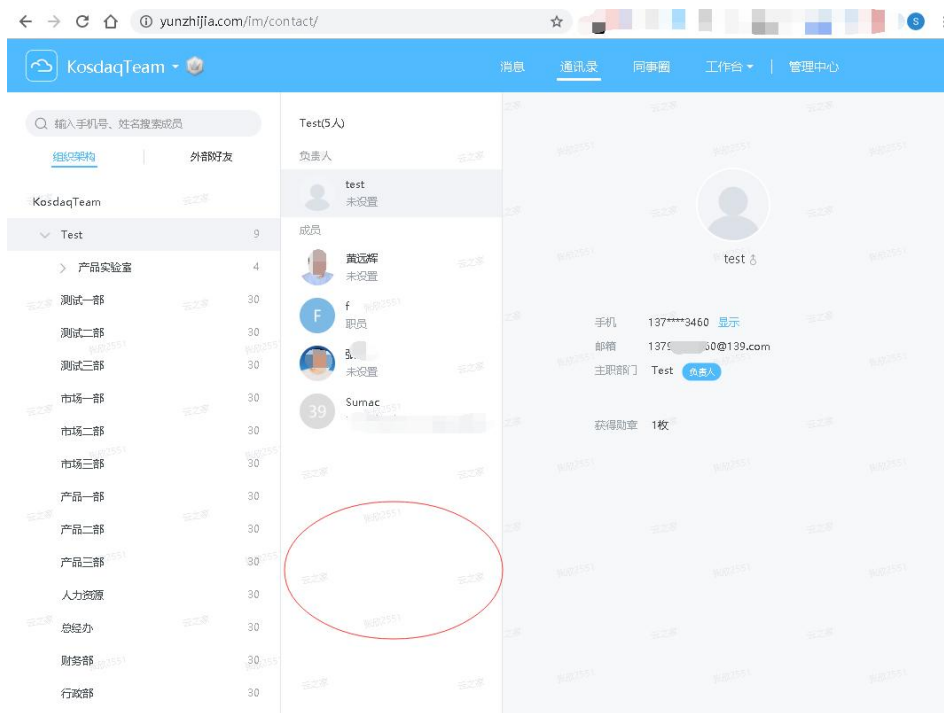 yunzhijia.com/im/contact/
S
KosdaqTeam
消息 通讯录 同事圈 工作台 管理中心
输入手机号、姓名搜索成员
组织架构 外部好友
KosdaqTeam
Test 9
产品实验室 4
测试一部 30
测试二部 30
测试三部 30
市场一部 30
市场二部 30
市场三部 30
产品一部 30
产品二部 30
产品三部 30
人力资源 30
总经办 30
财务部 30
行政部 30
Test(5人)
负责人
test
未设置
成员
黄远辉
未设置
F
f
职员
未设置
39
Sumac
test
手机 137****3460 显示
邮箱 1379 60@139.com
主职部门 Test 负责人
获得勋章 1枚
云之家